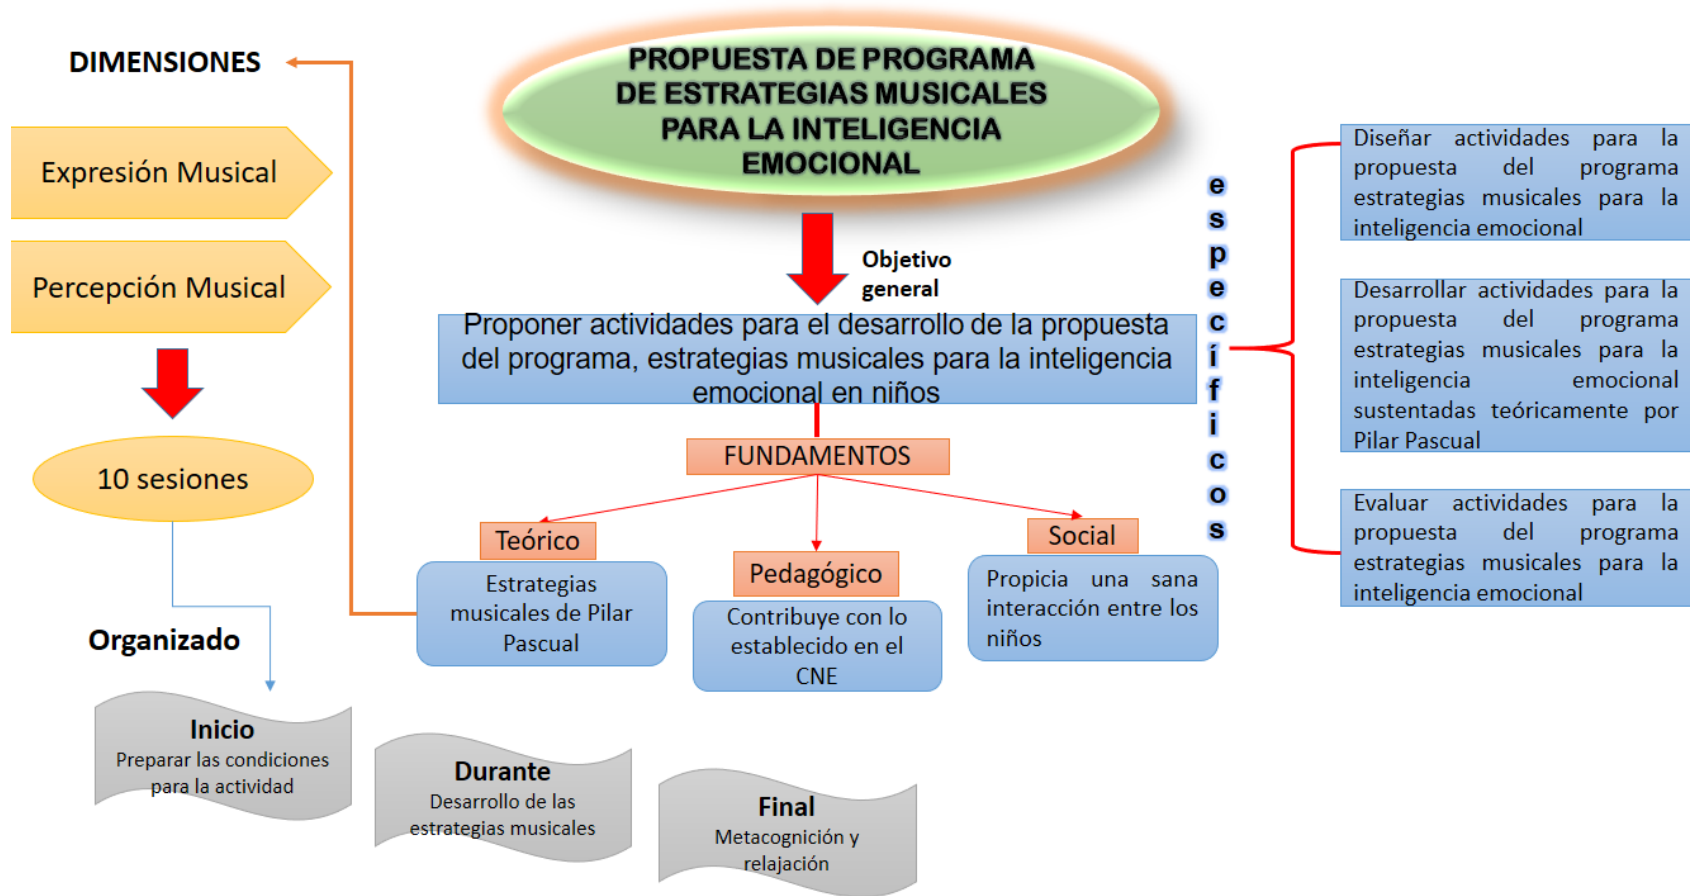 PROPUESTA DE PROGRAMA
DE ESTRATEGIAS MUSICALES
PARA LA INTELIGENCIA
EMOCIONAL
DIMENSIONES
Expresión Musical
Percepción Musical
10 sesiones
Organizado
Inicio
Preparar las condiciones
para la actividad
Durante
Desarrollo de las
estrategias musicales
Final
Metacognición y
relajación
Objetivo
general
Proponer actividades para el desarrollo de la propuesta
del programa, estrategias musicales para la inteligencia
emocional en niños
FUNDAMENTOS
Teórico
Estrategias
musicales de Pilar
Pascual
Pedagógico
Contribuye con lo
establecido en el
CNE
Social
Propicia una sana
interacción entre los
niños
específicos
Diseñar actividades para la
propuesta del programa
estrategias musicales para la
inteligencia emocional
Desarrollar actividades para la
propuesta del programa
estrategias musicales para la
inteligencia emocional
sustentadas teóricamente por
Pilar Pascual
Evaluar actividades para la
propuesta del programa
estrategias musicales para la
inteligencia emocional